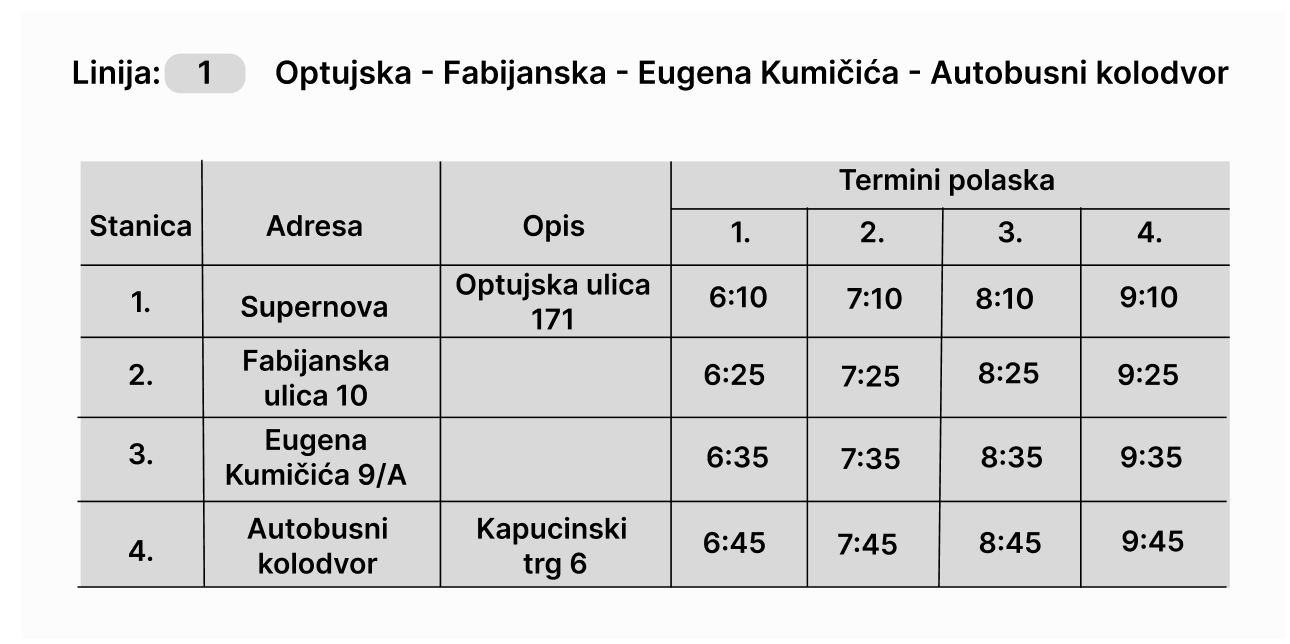 Linija: 1 Optujska - Fabijanska - Eugena Kumičića - Autobusni kolodvor
Termini polaska
Stanica Adresa Opis
1. 2. 3. 4.
1. Supernova Optujska ulica 171 6:10 7:10 8:10 9:10
2. Fabijanska ulica 10 6:25 7:25 8:25 9:25
3. Eugena Kumičića 9/A 6:35 7:35 8:35 9:35
4. Autobusni kolodvor Kapucinski trg 6 6:45 7:45 8:45 9:45